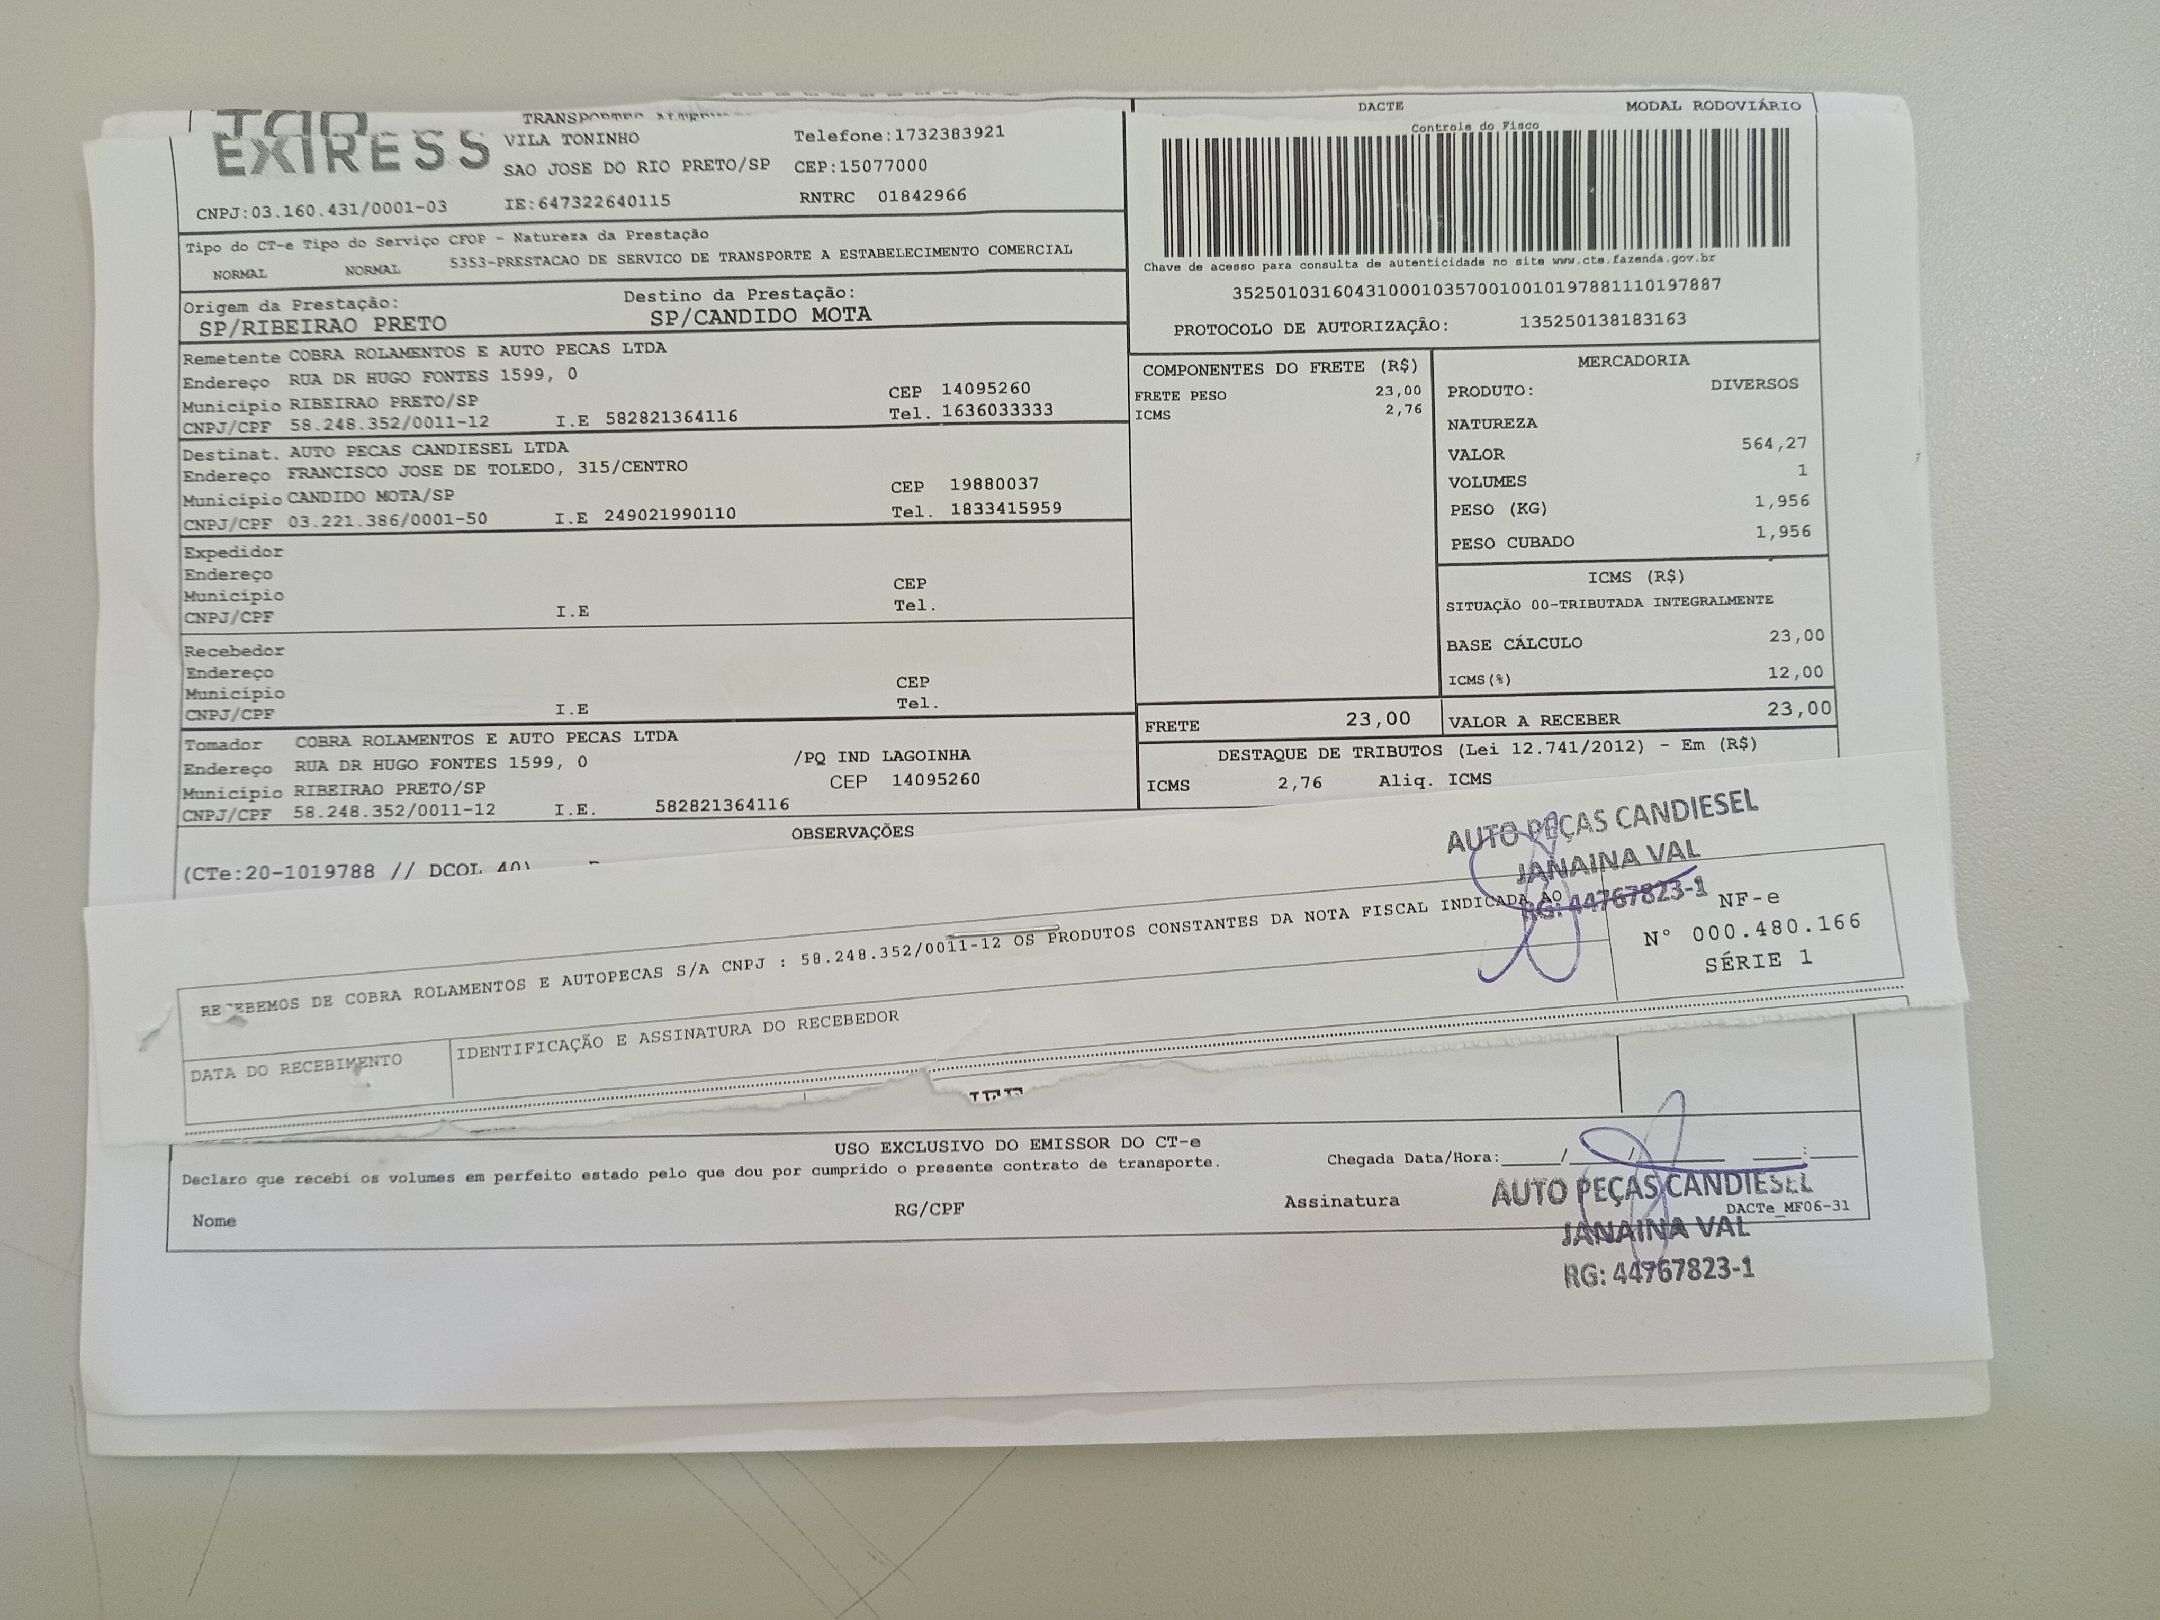 EXPRESS
VILA TONINHO Telefone:1732383921
SAO JOSE DO RIO PRETO/SP CEP:15077000
CNPJ:03.160.431/0001-03 IE:647322640115 RNTRC 01842966
Tipo do CT-e Tipo do Serviço CFOP - Natureza da Prestação
NORMAL NORMAL 5353-PRESTACAO DE SERVICO DE TRANSPORTE A ESTABELECIMENTO COMERCIAL
Origem da Prestação: Destino da Prestação:
SP/RIBEIRAO PRETO SP/CANDIDO MOTA
Remetente COBRA ROLAMENTOS E AUTO PECAS LTDA
Endereço RUA DR HUGO FONTES 1599, 0
Município RIBEIRAO PRETO/SP CEP 14095260
CNPJ/CPF 58.248.352/0011-12 I.E 582821364116 Tel. 1636033333
Destinat. AUTO PECAS CANDIESEL LTDA
Endereço FRANCISCO JOSE DE TOLEDO, 315/CENTRO
Município CANDIDO MOTA/SP CEP 19880037
CNPJ/CPF 03.221.386/0001-50 I.E 249021990110 Tel. 1833415959
Expedidor
Endereço
Município CEP
CNPJ/CPF I.E Tel.
Recebedor
Endereço
Município CEP
CNPJ/CPF I.E Tel.
Tomador COBRA ROLAMENTOS E AUTO PECAS LTDA
Endereço RUA DR HUGO FONTES 1599, 0 /PQ IND LAGOINHA
Município RIBEIRAO PRETO/SP CEP 14095260
CNPJ/CPF 58.248.352/0011-12 I.E. 582821364116
OBSERVAÇÕES
(CTe:20-1019788 // DCOL
DACTE MODAL RODOVIÁRIO
Controle do Fisco
Chave de acesso para consulta de autenticidade no site www.cte.fazenda.gov.br
35250103160431000103570010010197881110197887
PROTOCOLO DE AUTORIZAÇÃO: 135250138183163
COMPONENTES DO FRETE (R$)
FRETE PESO 23,00
ICMS 2,76
MERCADORIA
PRODUTO: DIVERSOS
NATUREZA
VALOR 564,27
VOLUMES 1
PESO (KG) 1,956
PESO CUBADO 1,956
ICMS (R$)
SITUAÇÃO 00-TRIBUTADA INTEGRALMENTE
BASE CÁLCULO 23,00
ICMS(%) 12,00
FRETE 23,00 VALOR A RECEBER 23,00
DESTAQUE DE TRIBUTOS (Lei 12.741/2012) - Em (R$)
ICMS 2,76 Aliq. ICMS
AUTO PEÇAS CANDIESEL
JANAINA VAL
RG: 44767823-1
RECEBEMOS DE COBRA ROLAMENTOS E AUTOPECAS S/A CNPJ : 58.248.352/0011-12 OS PRODUTOS CONSTANTES DA NOTA FISCAL INDICADA AO
NF-e
N° 000.480.166
SÉRIE 1
DATA DO RECEBIMENTO IDENTIFICAÇÃO E ASSINATURA DO RECEBEDOR
USO EXCLUSIVO DO EMISSOR DO CT-e
Declaro que recebi os volumes em perfeito estado pelo que dou por cumprido o presente contrato de transporte. Chegada Data/Hora:____/____/____ ____:____
Nome RG/CPF Assinatura
DACTe_MF06-31
AUTO PEÇAS CANDIESEL
JANAINA VAL
RG: 44767823-1